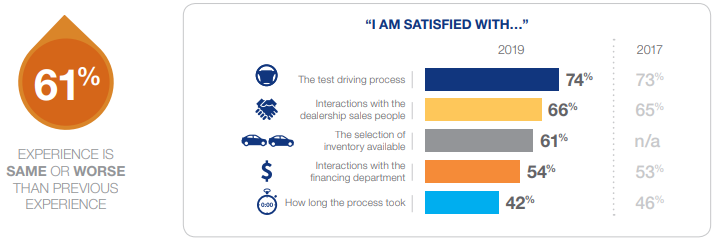 61%
EXPERIENCE IS
SAME OR WORSE
THAN PREVIOUS
EXPERIENCE
“I AM SATISFIED WITH…”
2019 2017
The test driving process 74% 73%
Interactions with the
dealership sales people 66% 65%
The selection of
inventory available 61% n/a
$ Interactions with the
financing department 54% 53%
0:00 How long the process took 42% 46%